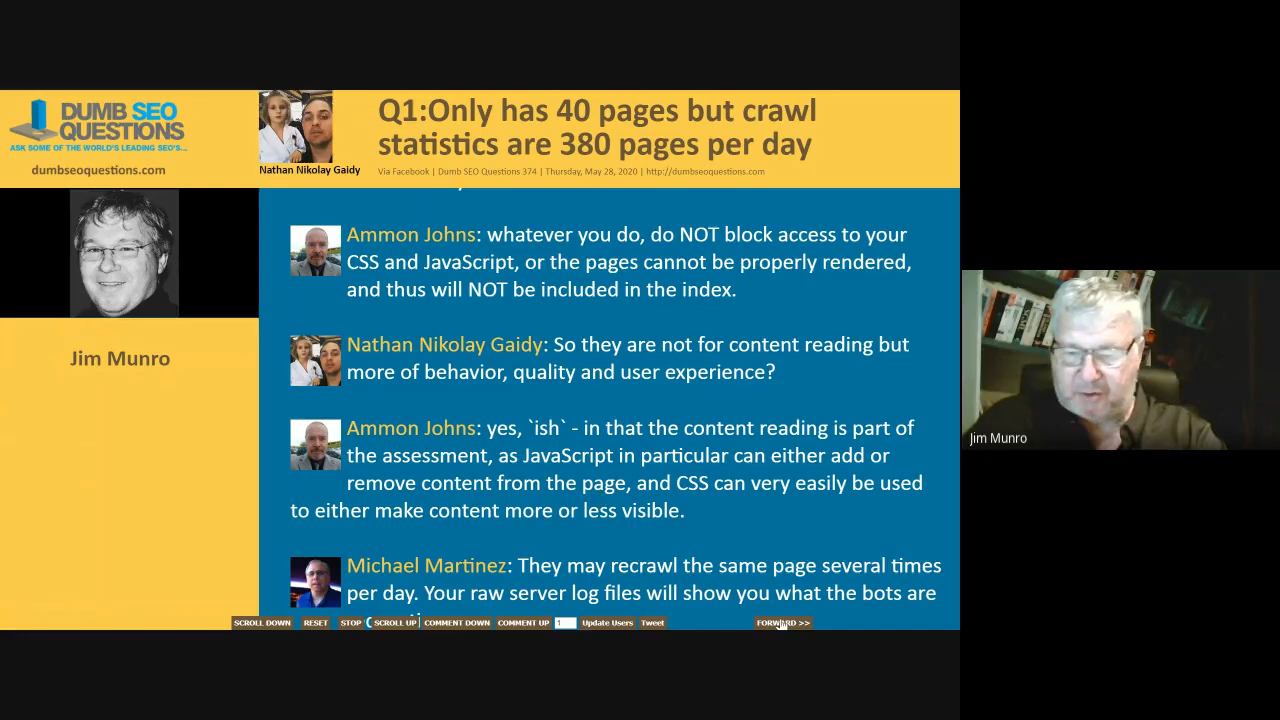 DUMB SEO
QUESTIONS
ASK SOME OF THE WORLD'S LEADING SEO'S...
dumbseoquestions.com
Nathan Nikolay Gaidy
Q1:Only has 40 pages but crawl
statistics are 380 pages per day
Via Facebook | Dumb SEO Questions 374 | Thursday, May 28, 2020 | http://dumbseoquestions.com
Jim Munro
Ammon Johns: whatever you do, do NOT block access to your
CSS and JavaScript, or the pages cannot be properly rendered,
and thus will NOT be included in the index.
Nathan Nikolay Gaidy: So they are not for content reading but
more of behavior, quality and user experience?
Ammon Johns: yes, `ish` - in that the content reading is part of
the assessment, as JavaScript in particular can either add or
remove content from the page, and CSS can very easily be used
to either make content more or less visible.
Michael Martinez: They may recrawl the same page several times
per day. Your raw server log files will show you what the bots are
SCROLL DOWN RESET STOP SCROLL UP COMMENT DOWN COMMENT UP 1 Update Users Tweet FORWARD >>
Jim Munro